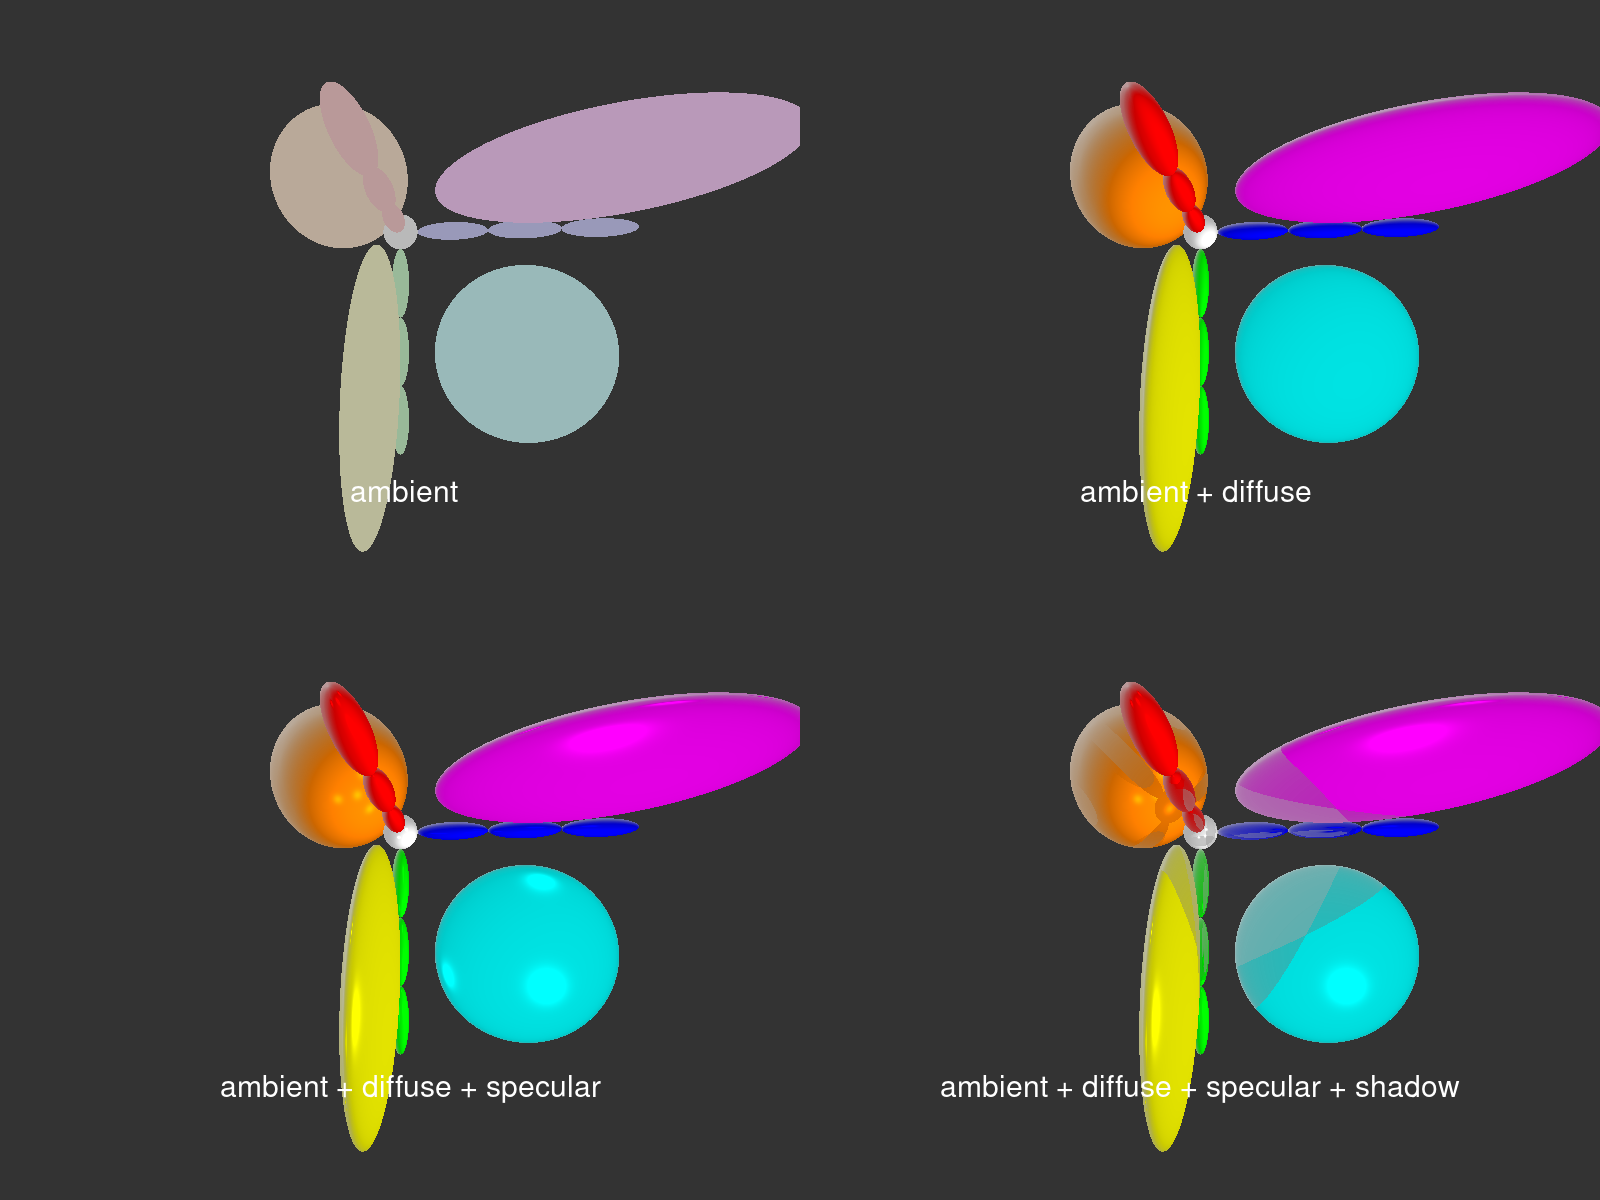 ambient
ambient + diffuse
ambient + diffuse + specular
ambient + diffuse + specular + shadow